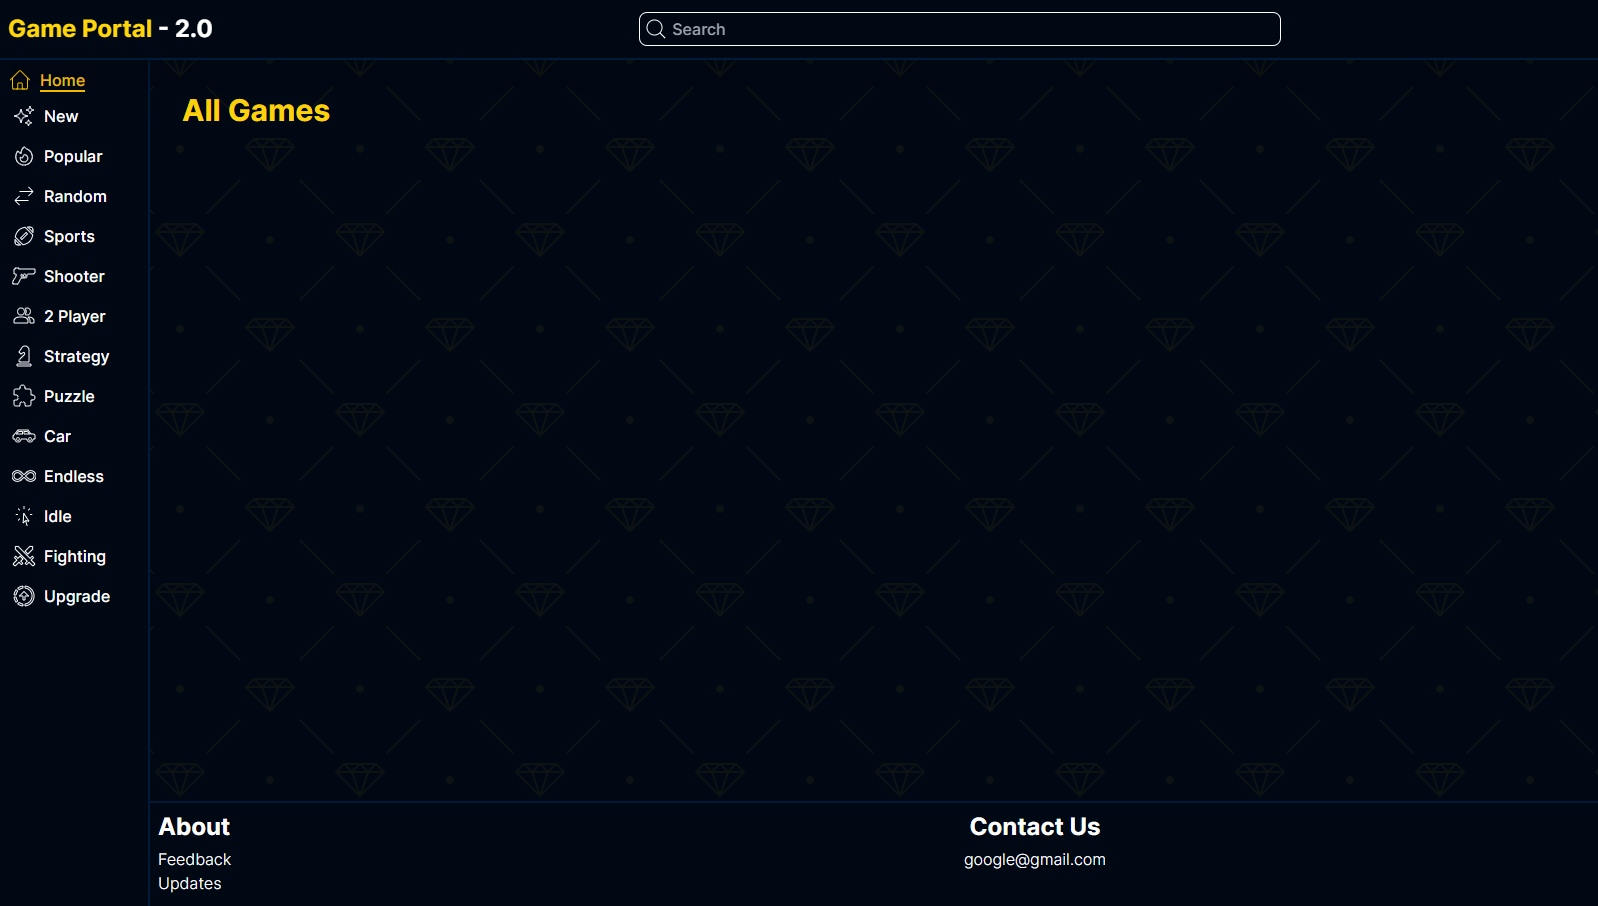 Game Portal - 2.0
Search
Home
New
Popular
Random
Sports
Shooter
2 Player
Strategy
Puzzle
Car
Endless
Idle
Fighting
Upgrade
All Games
About
Feedback
Updates
Contact Us
google@gmail.com